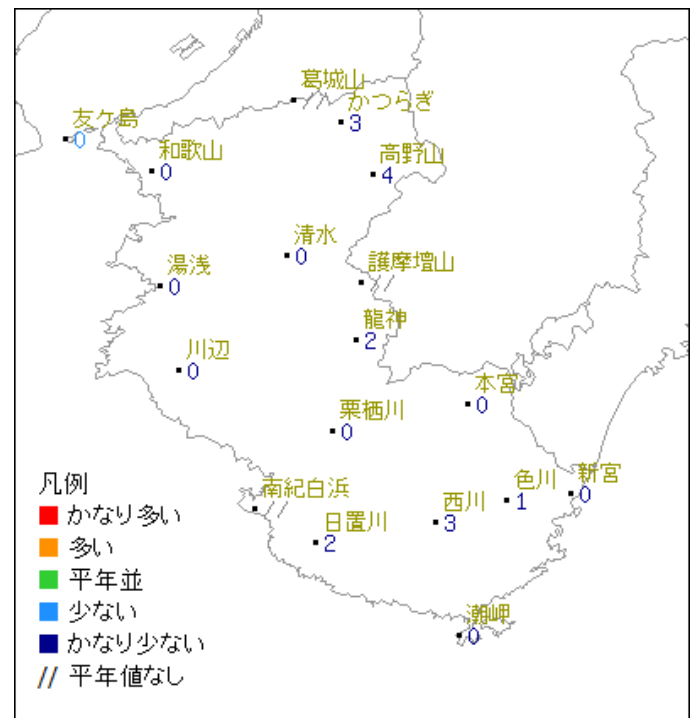 葛城山
//
かつらぎ
3
友ケ島
0
和歌山
0
高野山
4
清水
0
護摩壇山
//
湯浅
0
龍神
2
川辺
0
本宮
0
栗栖川
0
新宮
0
色川
1
南紀白浜
//
西川
3
日置川
2
潮岬
0
凡例
かなり多い
多い
平年並
少ない
かなり少ない
// 平年値なし